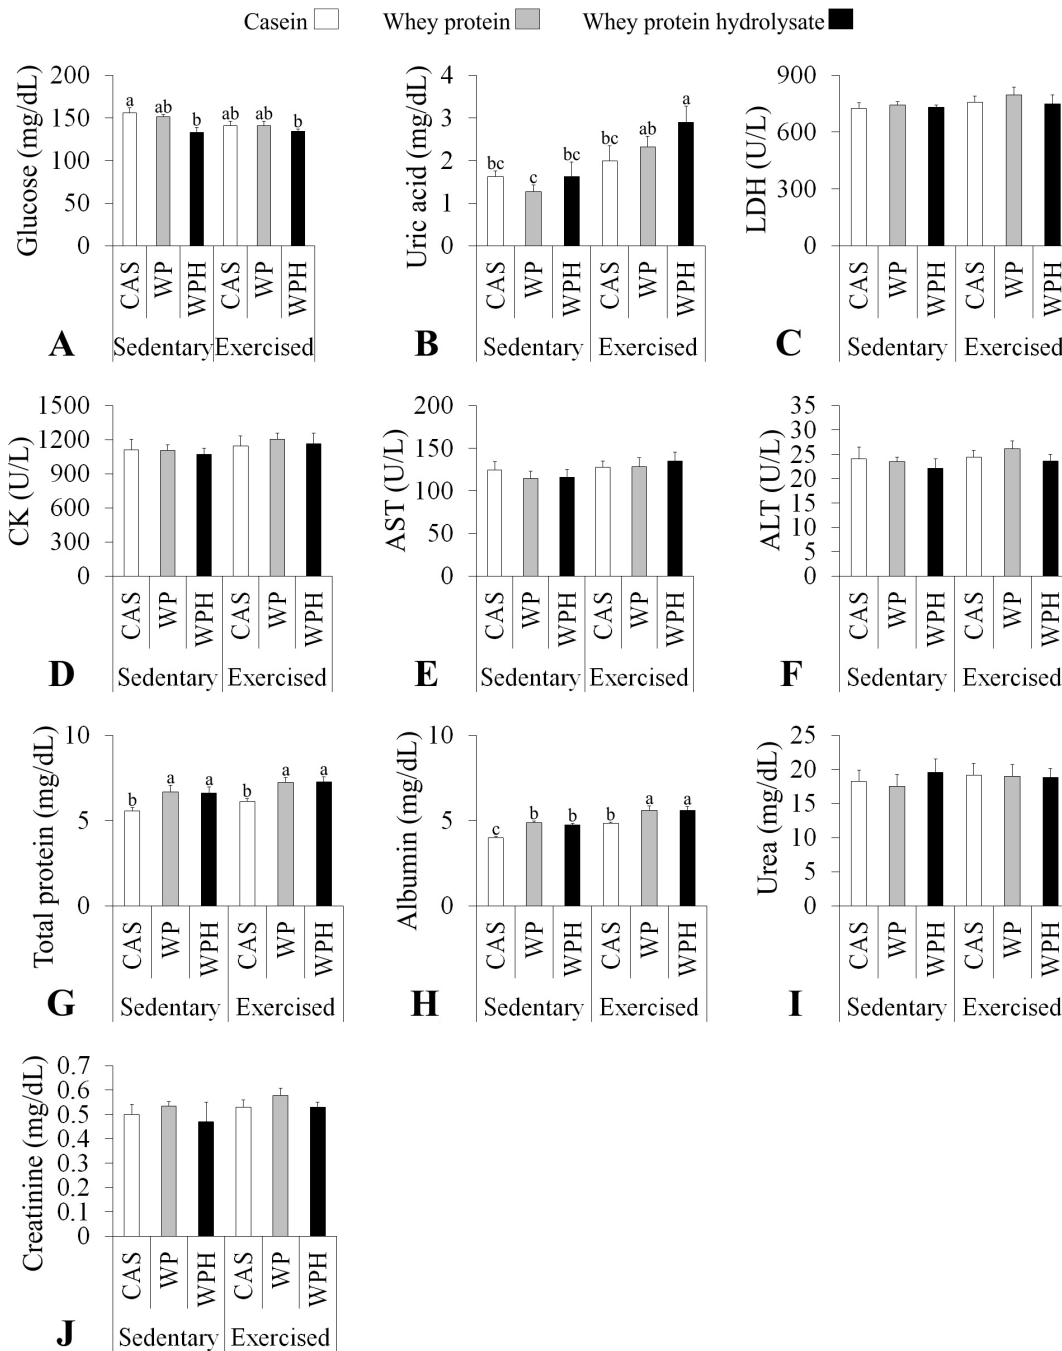 Casein Whey protein Whey protein hydrolysate
Glucose (mg/dL)
200
150
100
50
0
a ab b ab ab b
CAS WP WPH CAS WP WPH
Sedentary Exercised
A
Uric acid (mg/dL)
4
3
2
1
0
bc c bc bc ab a
CAS WP WPH CAS WP WPH
Sedentary Exercised
B
LDH (U/L)
900
600
300
0
CAS WP WPH CAS WP WPH
Sedentary Exercised
C
CK (U/L)
1500
1200
900
600
300
0
CAS WP WPH CAS WP WPH
Sedentary Exercised
D
AST (U/L)
200
150
100
50
0
CAS WP WPH CAS WP WPH
Sedentary Exercised
E
ALT (U/L)
35
30
25
20
15
10
5
0
CAS WP WPH CAS WP WPH
Sedentary Exercised
F
Total protein (mg/dL)
10
5
0
b a a b a a
CAS WP WPH CAS WP WPH
Sedentary Exercised
G
Albumin (mg/dL)
10
5
0
c b b b a a
CAS WP WPH CAS WP WPH
Sedentary Exercised
H
Urea (mg/dL)
25
20
15
10
5
0
CAS WP WPH CAS WP WPH
Sedentary Exercised
I
Creatinine (mg/dL)
0.7
0.6
0.5
0.4
0.3
0.2
0.1
0
CAS WP WPH CAS WP WPH
Sedentary Exercised
J